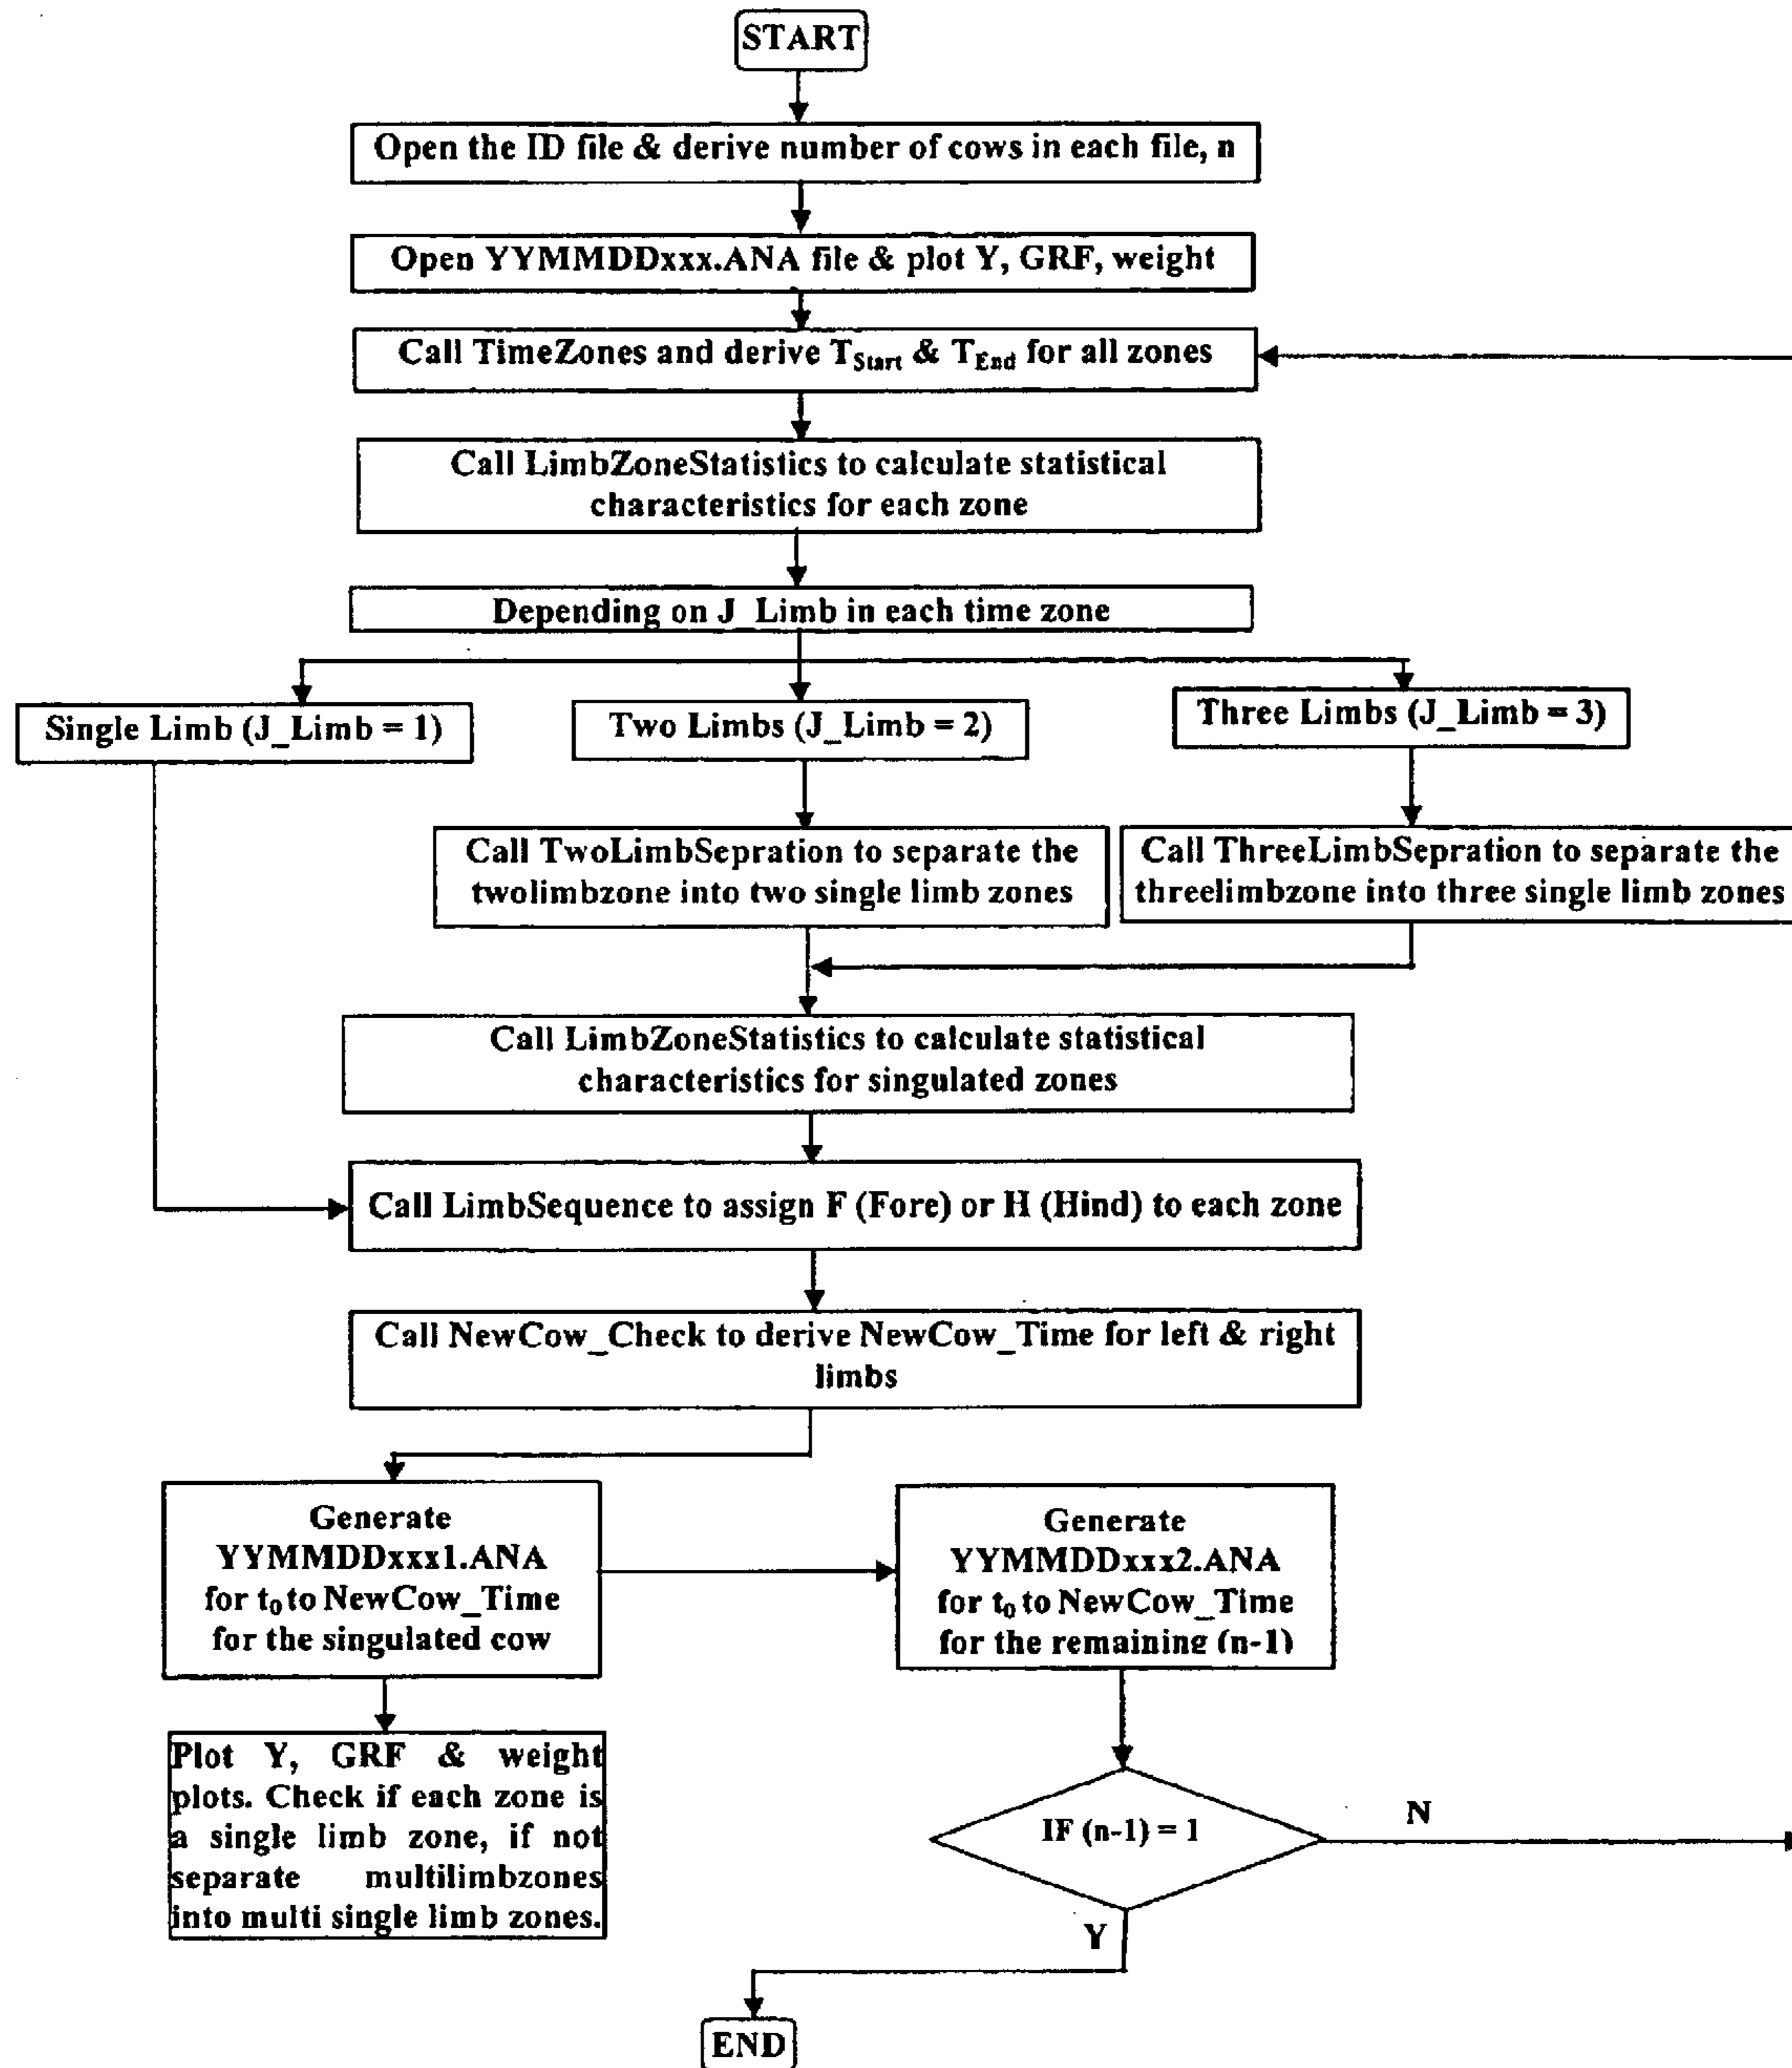 START
Open the ID file & derive number of cows in each file, n
Open YYMMDDxxx.ANA file & plot Y, GRF, weight
Call TimeZones and derive T_Start & T_End for all zones
Call LimbZoneStatistics to calculate statistical
characteristics for each zone
Depending on J_Limb in each time zone
Single Limb (J_Limb = 1)
Two Limbs (J_Limb = 2)
Three Limbs (J_Limb = 3)
Call TwoLimbSepration to separate the
twolimbzone into two single limb zones
Call ThreeLimbSepration to separate the
threelimbzone into three single limb zones
Call LimbZoneStatistics to calculate statistical
characteristics for singulated zones
Call LimbSequence to assign F (Fore) or H (Hind) to each zone
Call NewCow_Check to derive NewCow_Time for left & right
limbs
Generate
YYMMDDxxx1.ANA
for t₀ to NewCow_Time
for the singulated cow
Generate
YYMMDDxxx2.ANA
for t₀ to NewCow_Time
for the remaining (n-1)
Plot Y, GRF & weight
plots. Check if each zone is
a single limb zone, if not
separate multilimbzones
into multi single limb zones.
IF (n-1) = 1
N
Y
END